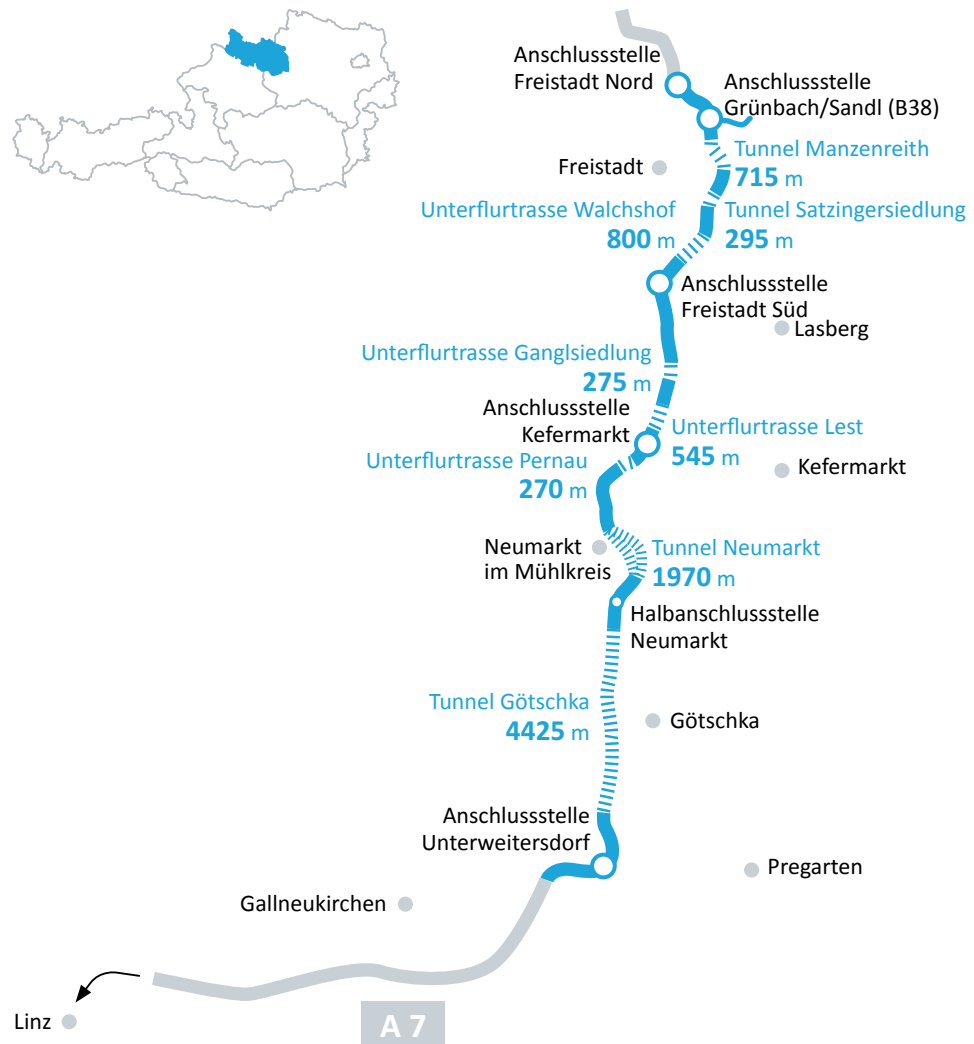 Anschlussstelle
Freistadt Nord
Anschlussstelle
Grünbach/Sandl (B38)
Tunnel Manzenreith
715 m
Freistadt
Unterflurtrasse Walchshof
800 m
Tunnel Satzingersiedlung
295 m
Anschlussstelle
Freistadt Süd
Lasberg
Unterflurtrasse Ganglsiedlung
275 m
Anschlussstelle
Kefermarkt
Unterflurtrasse Lest
545 m
Unterflurtrasse Pernau
270 m
Kefermarkt
Neumarkt
im Mühlkreis
Tunnel Neumarkt
1970 m
Halbanschlussstelle
Neumarkt
Tunnel Götschka
4425 m
Götschka
Anschlussstelle
Unterweitersdorf
Pregarten
Gallneukirchen
Linz
A 7